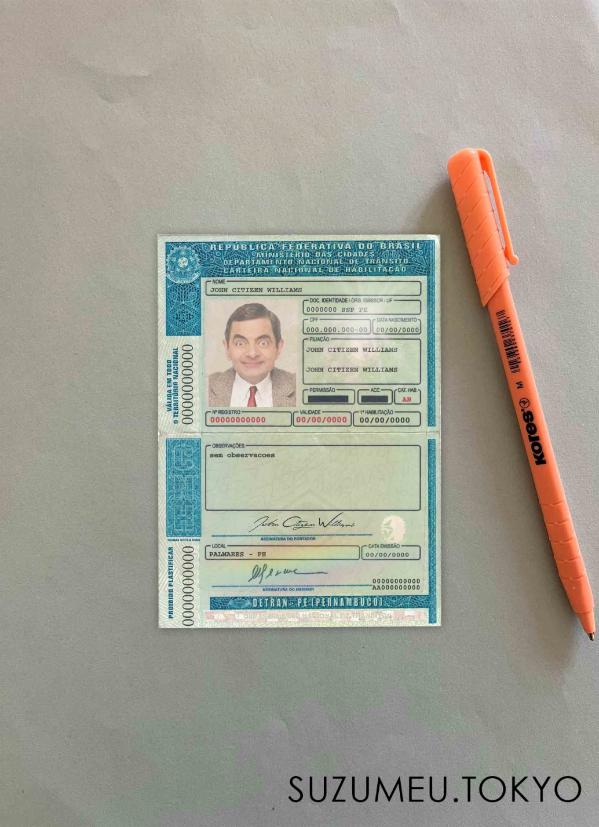 REPÚBLICA FEDERATIVA DO BRASIL
MINISTÉRIO DAS CIDADES
DEPARTAMENTO NACIONAL DE TRÂNSITO
CARTEIRA NACIONAL DE HABILITAÇÃO
NOME
JOHN CITIZEN WILLIAMS
DOC. IDENTIDADE / ÓRG. EMISSOR / UF
0000000 SSP PE
CPF
DATA NASCIMENTO
000.000.000-00
00/00/0000
FILIAÇÃO
JOHN CITIZEN WILLIAMS
JOHN CITIZEN WILLIAMS
PERMISSÃO
ACC
CAT. HAB.
AB
Nº REGISTRO
VALIDADE
1ª HABILITAÇÃO
00000000000
00/00/0000
00/00/0000
VÁLIDA EM TODO
O TERRITÓRIO NACIONAL
0000000000
OBSERVAÇÕES
sem observacoes
John Citizen Williams
ASSINATURA DO PORTADOR
LOCAL
DATA EMISSÃO
PALMARES - PE
00/00/0000
ASSINATURA DO EMISSOR
00000000000
AA000000000
PROIBIDO PLASTIFICAR
0000000000
DETRAN- PE (PERNAMBUCO)
kores
M
SUZUMEU.TOKYO